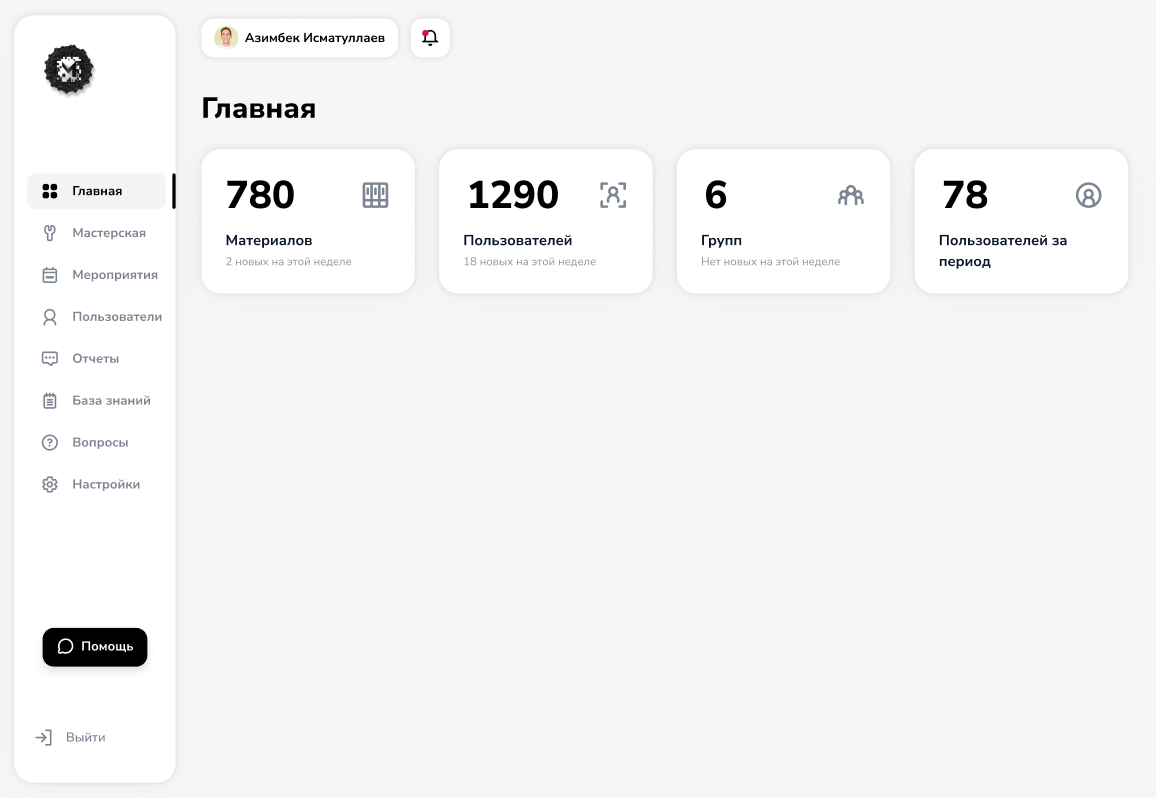 Азимбек Исматуллаев
Главная
780
Материалов
2 новых на этой неделе
1290
Пользователей
18 новых на этой неделе
6
Групп
Нет новых на этой неделе
78
Пользователей за
период
Главная
Мастерская
Мероприятия
Пользователи
Отчеты
База знаний
Вопросы
Настройки
Помощь
Выйти